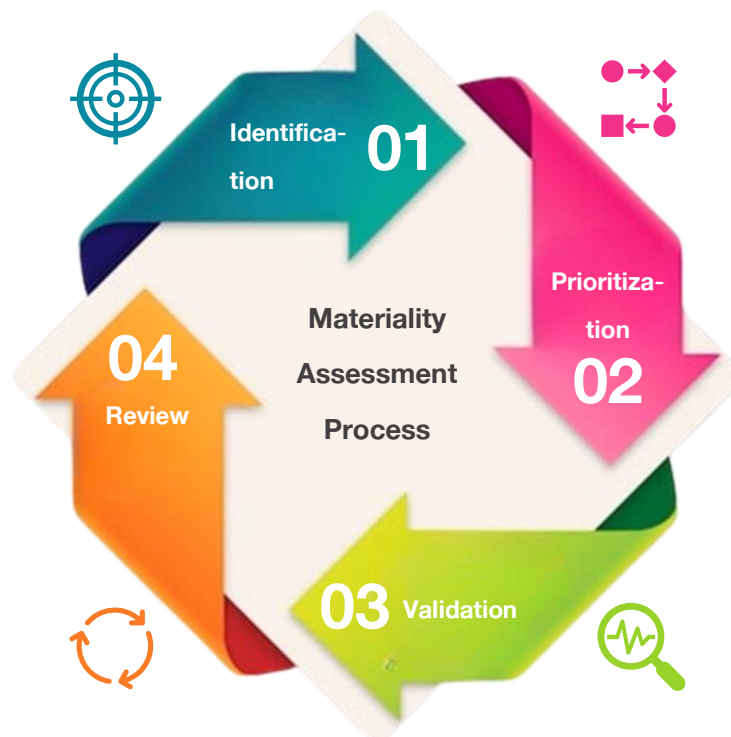 Identifica-
tion
01
Prioritiza-
tion
02
Materiality
Assessment
Process
03 Validation
04
Review